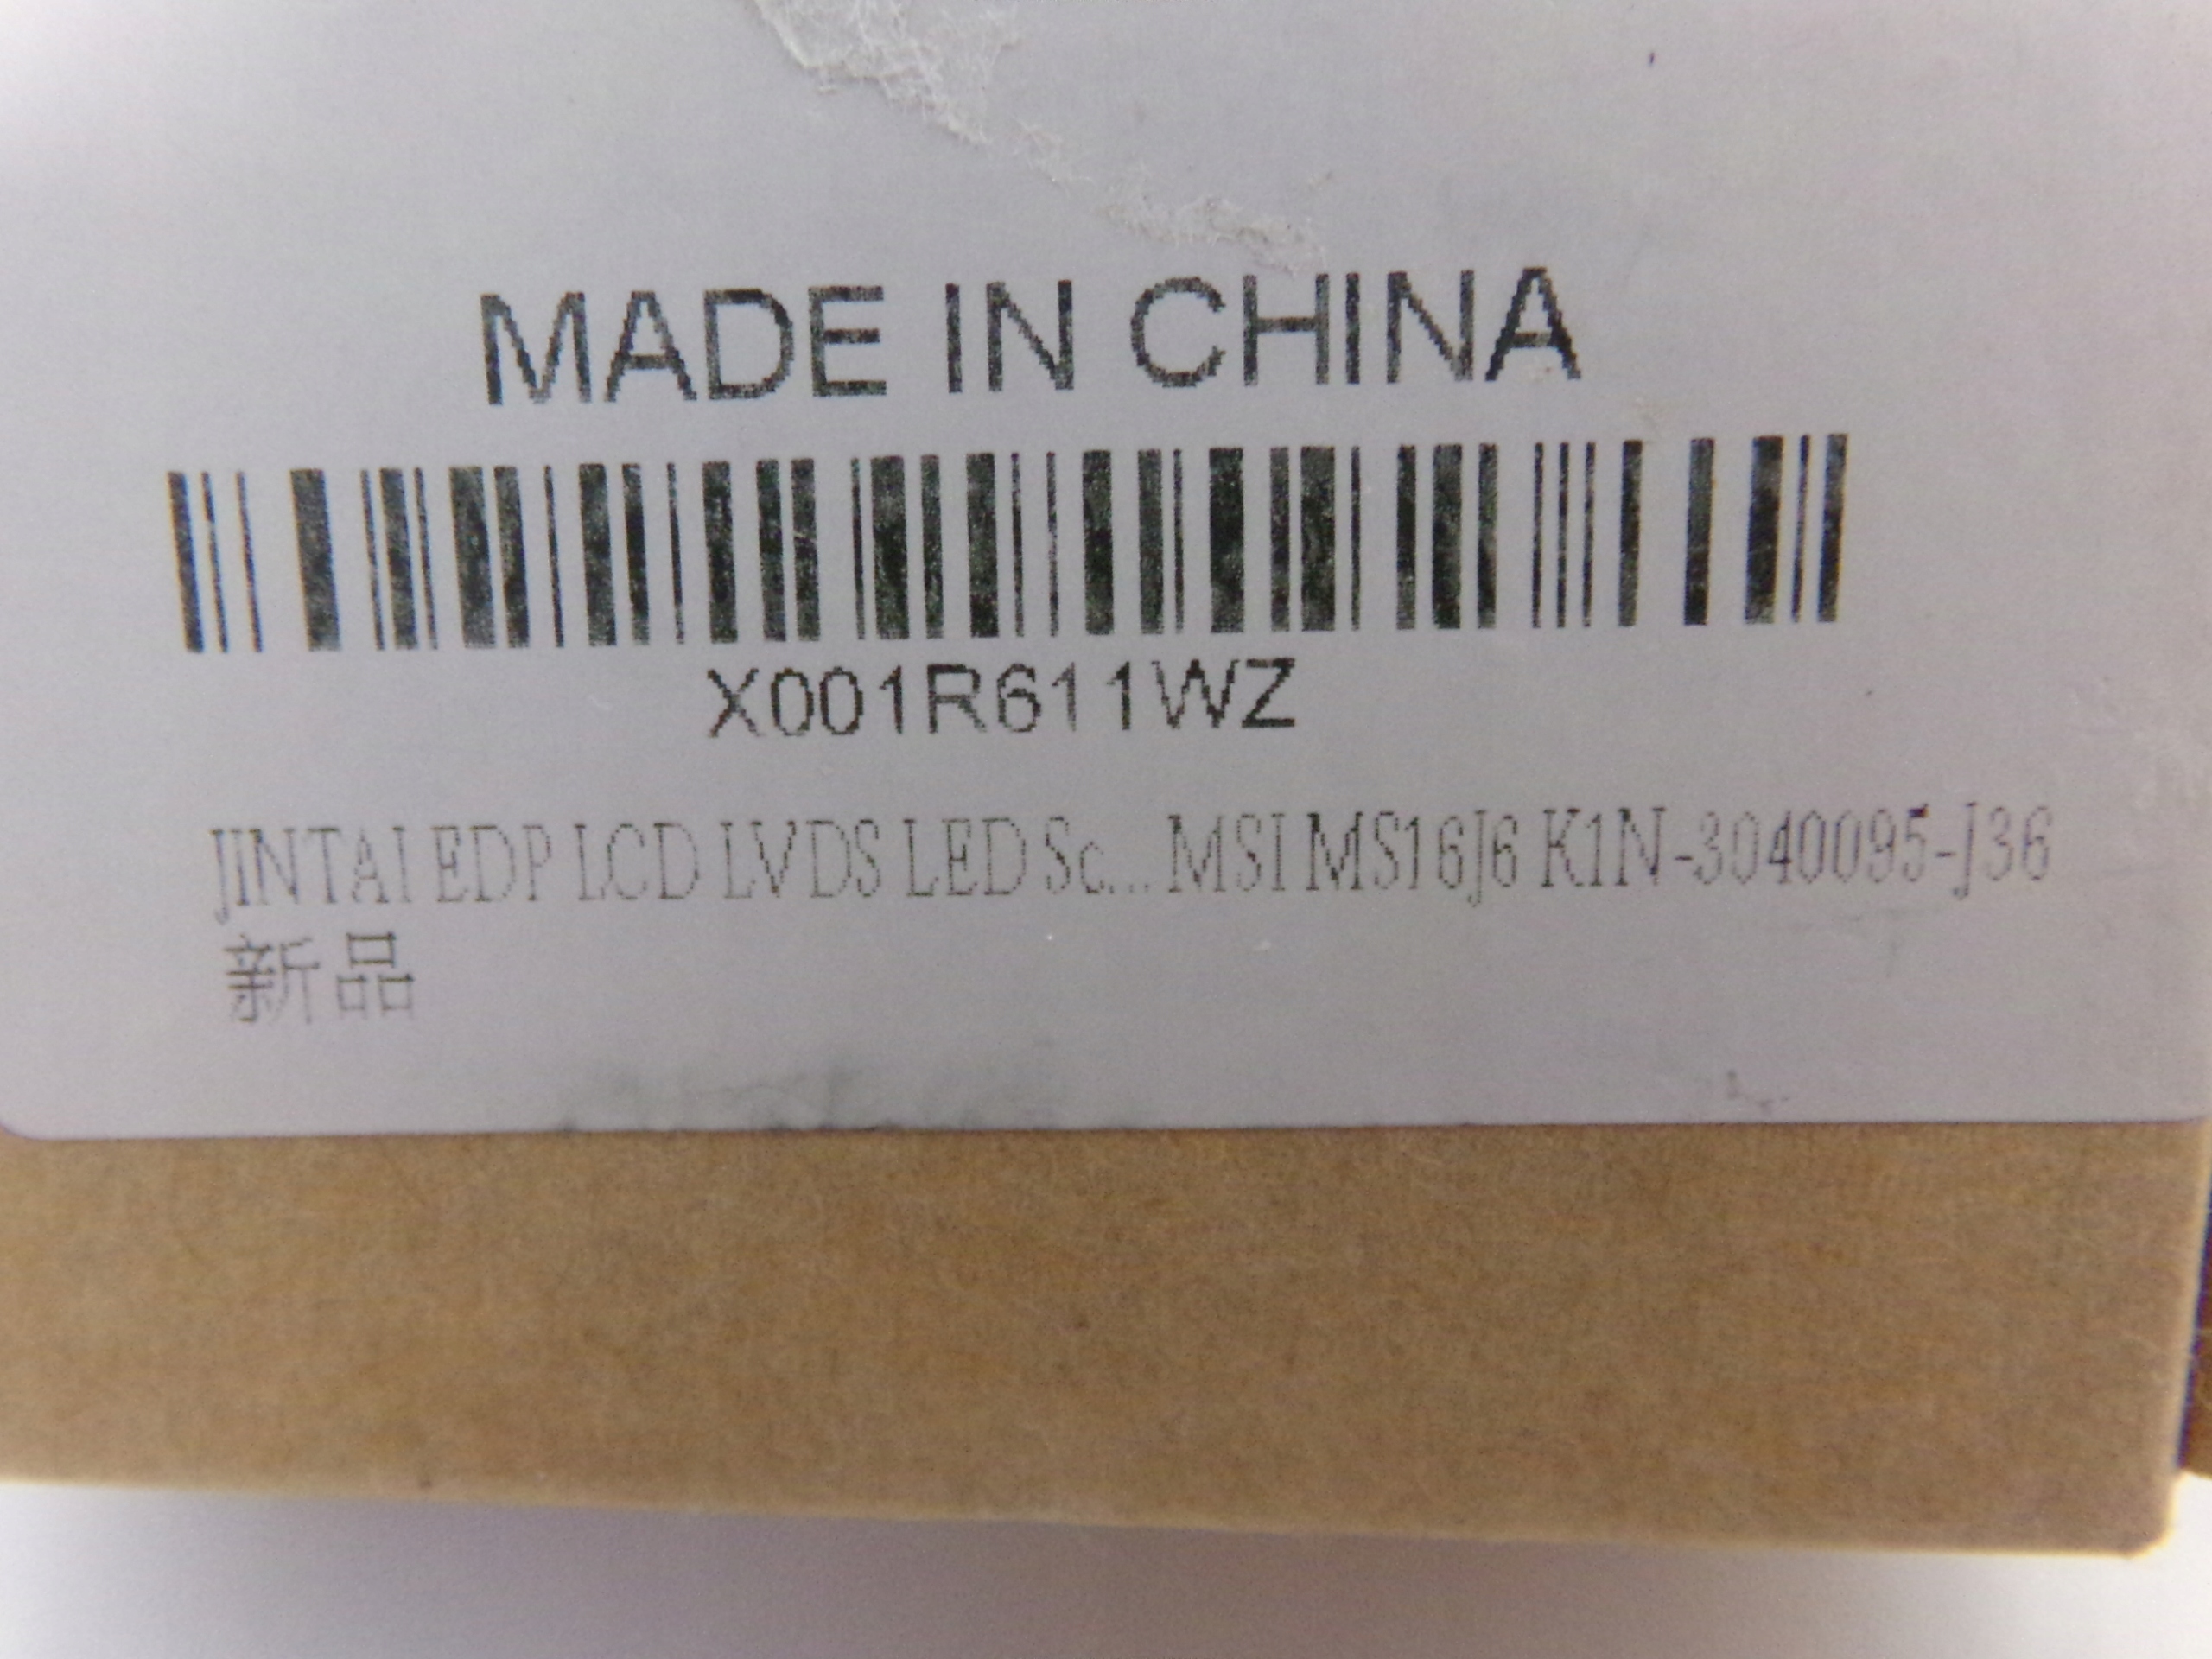 MADE IN CHINA
X001R611WZ
JINTAI EDP LCD LVDS LED Sc... MSI MS16J6 K1N-3040095-J36
新品